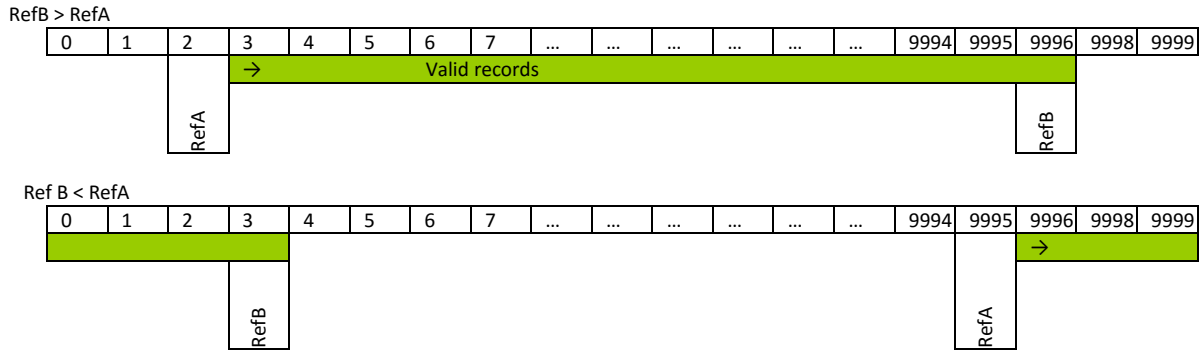 RefB > RefA
0 1 2 3 4 5 6 7 ... ... ... ... ... ... 9994 9995 9996 9998 9999
→ Valid records
RefA RefB
Ref B < RefA
0 1 2 3 4 5 6 7 ... ... ... ... ... ... 9994 9995 9996 9998 9999
→
RefB RefA